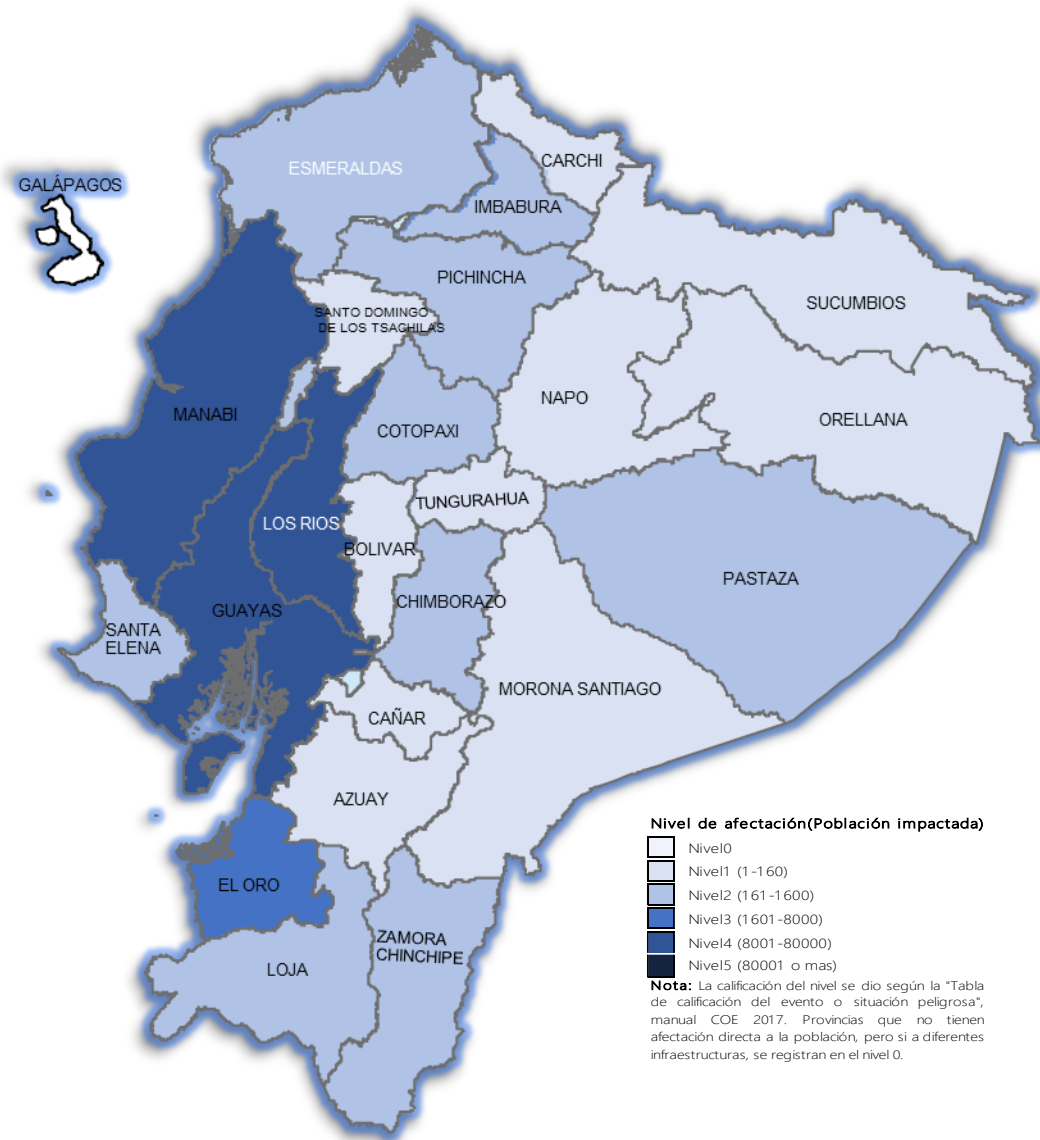 ESMERALDAS
CARCHI
GALÁPAGOS
IMBABURA
PICHINCHA
SUCUMBIOS
SANTO DOMINGO
DE LOS TSACHILAS
NAPO
MANABI
ORELLANA
COTOPAXI
TUNGURAHUA
LOS RIOS
BOLIVAR
PASTAZA
CHIMBORAZO
GUAYAS
SANTA
ELENA
MORONA SANTIAGO
CAÑAR
AZUAY
EL ORO
ZAMORA
CHINCHIPE
LOJA
Nivel de afectación(Población impactada)
Nivel0
Nivel1 (1-160)
Nivel2 (161-1600)
Nivel3 (1601-8000)
Nivel4 (8001-80000)
Nivel5 (80001 o mas)
Nota: La calificación del nivel se dio según la "Tabla
de calificación del evento o situación peligrosa",
manual COE 2017. Provincias que no tienen
afectación directa a la población, pero si a diferentes
infraestructuras, se registran en el nivel 0.